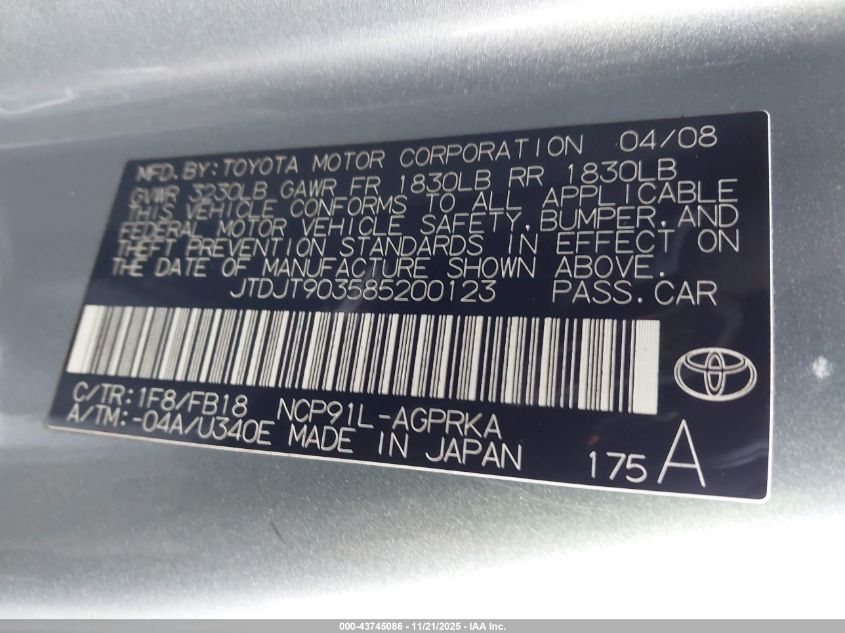 MFD.BY:TOYOTA MOTOR CORPORATION 04/08
GVWR 3230LB GAWR FR 1830LB RR 1830LB
THIS VEHICLE CONFORMS TO ALL APPLICABLE
FEDERAL MOTOR VEHICLE SAFETY,BUMPER,AND
THEFT PREVENTION STANDARDS IN EFFECT ON
THE DATE OF MANUFACTURE SHOWN ABOVE.
JTDJT903585200123 PASS.CAR
C/TR:1F8/FB18 NCP91L-AGPRKA
A/TM:-04A/U340E MADE IN JAPAN 175A
000-43745086 - 11/21/2025 - IAA Inc.